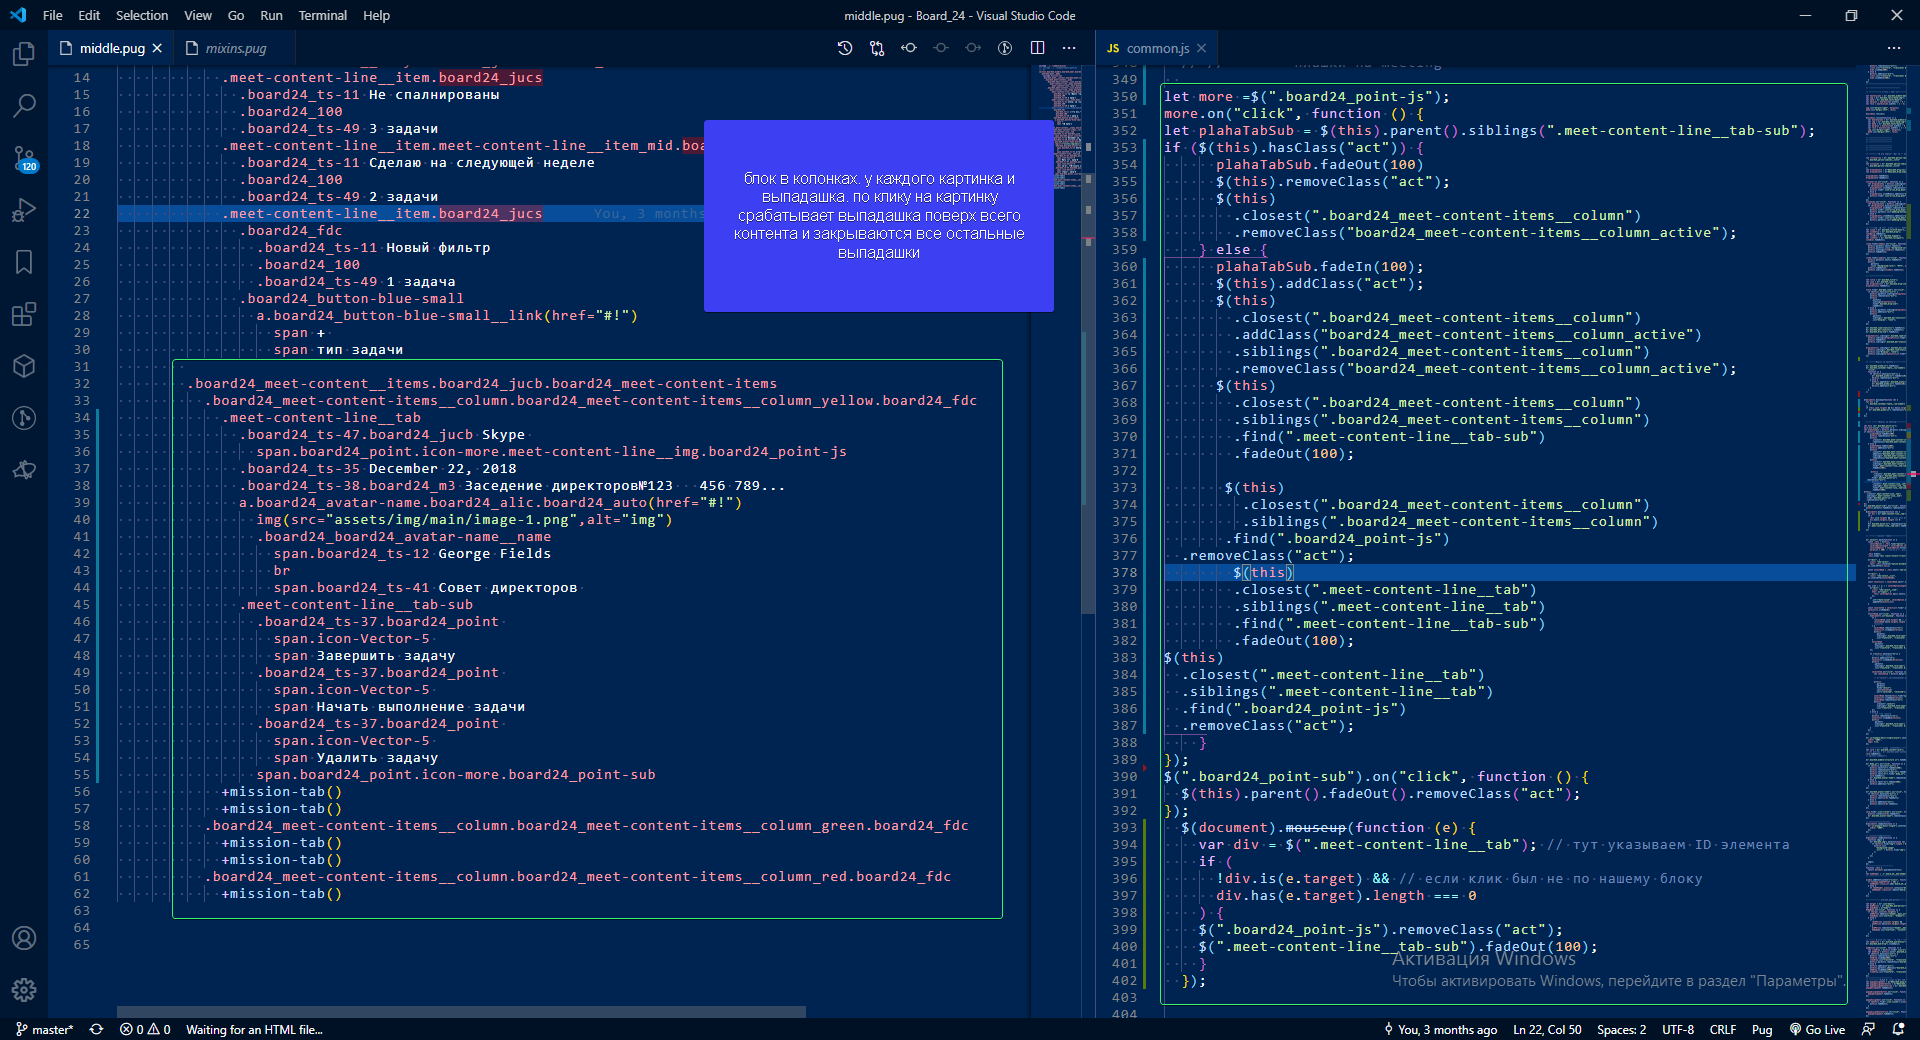 File Edit Selection View Go Run Terminal Help
middle.pug - Board_24 - Visual Studio Code
middle.pug
mixins.pug
14 .meet-content-line__item.board24_jucs
15 .board24_ts-11 Не спалнированы
16 .board24_100
17 .board24_ts-49 3 задачи
18 .meet-content-line__item.meet-content-line__item_mid.boa
19 .board24_ts-11 Сделаю на следующей неделе
20 .board24_100
21 .board24_ts-49 2 задачи
22 .meet-content-line__item.board24_jucs You, 3 months
23 .board24_fdc
24 .board24_ts-11 Новый фильтр
25 .board24_100
26 .board24_ts-49 1 задача
27 .board24_button-blue-small
28 a.board24_button-blue-small__link(href="#!")
29 span +
30 span тип задачи
31
32 .board24_meet-content__items.board24_jucb.board24_meet-content-items
33 .board24_meet-content-items__column.board24_meet-content-items__column_yellow.board24_fdc
34 .meet-content-line__tab
35 .board24_ts-47.board24_jucb Skype
36 span.board24_point.icon-more.meet-content-line__img.board24_point-js
37 .board24_ts-35 December 22, 2018
38 .board24_ts-38.board24_m3 Заседение директоров№123 456 789...
39 a.board24_avatar-name.board24_alic.board24_auto(href="#!")
40 img(src="assets/img/main/image-1.png",alt="img")
41 .board24_board24_avatar-name__name
42 span.board24_ts-12 George Fields
43 br
44 span.board24_ts-41 Совет директоров
45 .meet-content-line__tab-sub
46 .board24_ts-37.board24_point
47 span.icon-Vector-5
48 span Завершить задачу
49 .board24_ts-37.board24_point
50 span.icon-Vector-5
51 span Начать выполнение задачи
52 .board24_ts-37.board24_point
53 span.icon-Vector-5
54 span Удалить задачу
55 span.board24_point.icon-more.board24_point-sub
56 +mission-tab()
57 +mission-tab()
58 .board24_meet-content-items__column.board24_meet-content-items__column_green.board24_fdc
59 +mission-tab()
60 +mission-tab()
61 .board24_meet-content-items__column.board24_meet-content-items__column_red.board24_fdc
62 +mission-tab()
63
64
65
блок в колонках. у каждого картинка и
выпадашка. по клику на картинку
срабатывает выпадашка поверх всего
контента и закрываются все остальные
выпадашки
JS common.js
349
350 let more =$(".board24_point-js");
351 more.on("click", function () {
352 let plahaTabSub = $(this).parent().siblings(".meet-content-line__tab-sub");
353 if ($(this).hasClass("act")) {
354 plahaTabSub.fadeOut(100)
355 $(this).removeClass("act");
356 $(this)
357 .closest(".board24_meet-content-items__column")
358 .removeClass("board24_meet-content-items__column_active");
359 } else {
360 plahaTabSub.fadeIn(100);
361 $(this).addClass("act");
362 $(this)
363 .closest(".board24_meet-content-items__column")
364 .addClass("board24_meet-content-items__column_active")
365 .siblings(".board24_meet-content-items__column")
366 .removeClass("board24_meet-content-items__column_active");
367 $(this)
368 .closest(".board24_meet-content-items__column")
369 .siblings(".board24_meet-content-items__column")
370 .find(".meet-content-line__tab-sub")
371 .fadeOut(100);
372
373 $(this)
374 .closest(".board24_meet-content-items__column")
375 .siblings(".board24_meet-content-items__column")
376 .find(".board24_point-js")
377 .removeClass("act");
378 $(this)
379 .closest(".meet-content-line__tab")
380 .siblings(".meet-content-line__tab")
381 .find(".meet-content-line__tab-sub")
382 .fadeOut(100);
383 $(this)
384 .closest(".meet-content-line__tab")
385 .siblings(".meet-content-line__tab")
386 .find(".board24_point-js")
387 .removeClass("act");
388 }
389 });
390 $(".board24_point-sub").on("click", function () {
391 $(this).parent().fadeOut().removeClass("act");
392 });
393 $(document).mouseup(function (e) {
394 var div = $(".meet-content-line__tab"); // тут указываем ID элемента
395 if (
396 !div.is(e.target) && // если клик был не по нашему блоку
397 div.has(e.target).length === 0
398 ) {
399 $(".board24_point-js").removeClass("act");
400 $(".meet-content-line__tab-sub").fadeOut(100);
401 }
402 });
403
404
Активация Windows
Чтобы активировать Windows, перейдите в раздел "Параметры".
120
master* 0 0 Waiting for an HTML file...
You, 3 months ago Ln 22, Col 50 Spaces: 2 UTF-8 CRLF Pug Go Live